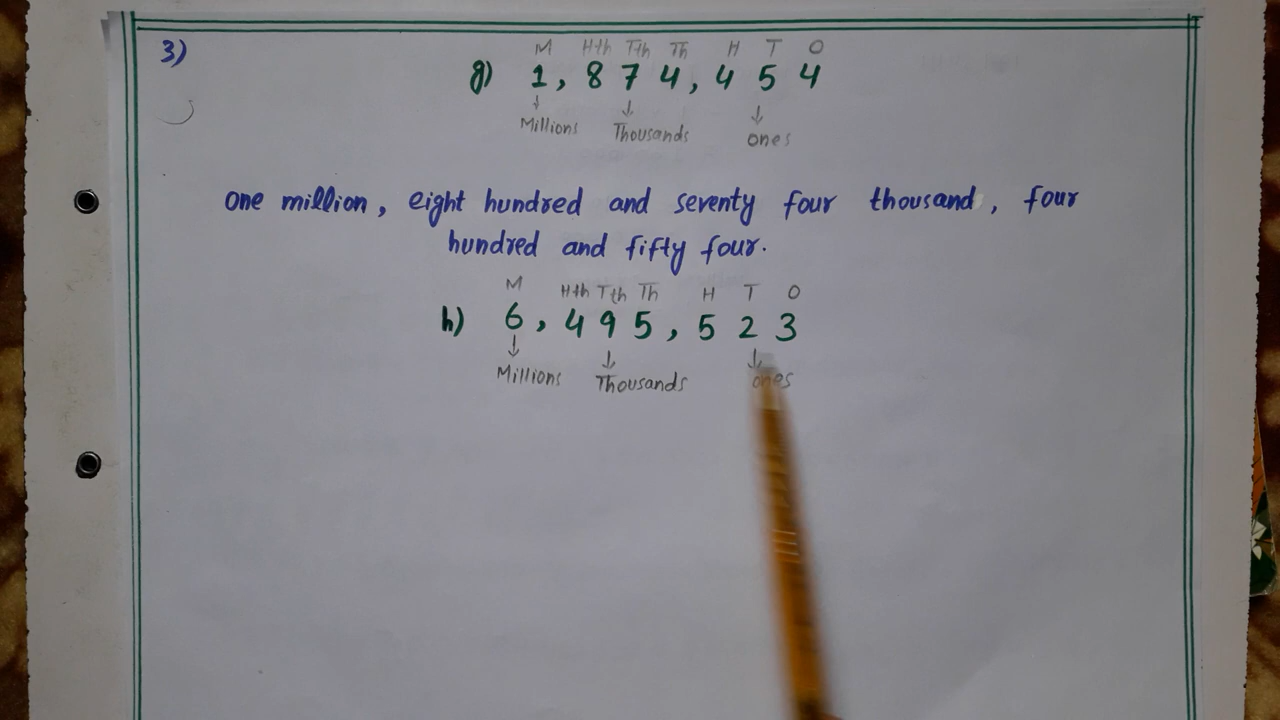 3)
M Hth Tth Th H T O
g) 1, 8 7 4, 4 5 4
Millions Thousands ones
one million, eight hundred and seventy four thousand, four
hundred and fifty four.
M Hth Tth Th H T O
h) 6, 4 9 5, 5 2 3
Millions Thousands ones